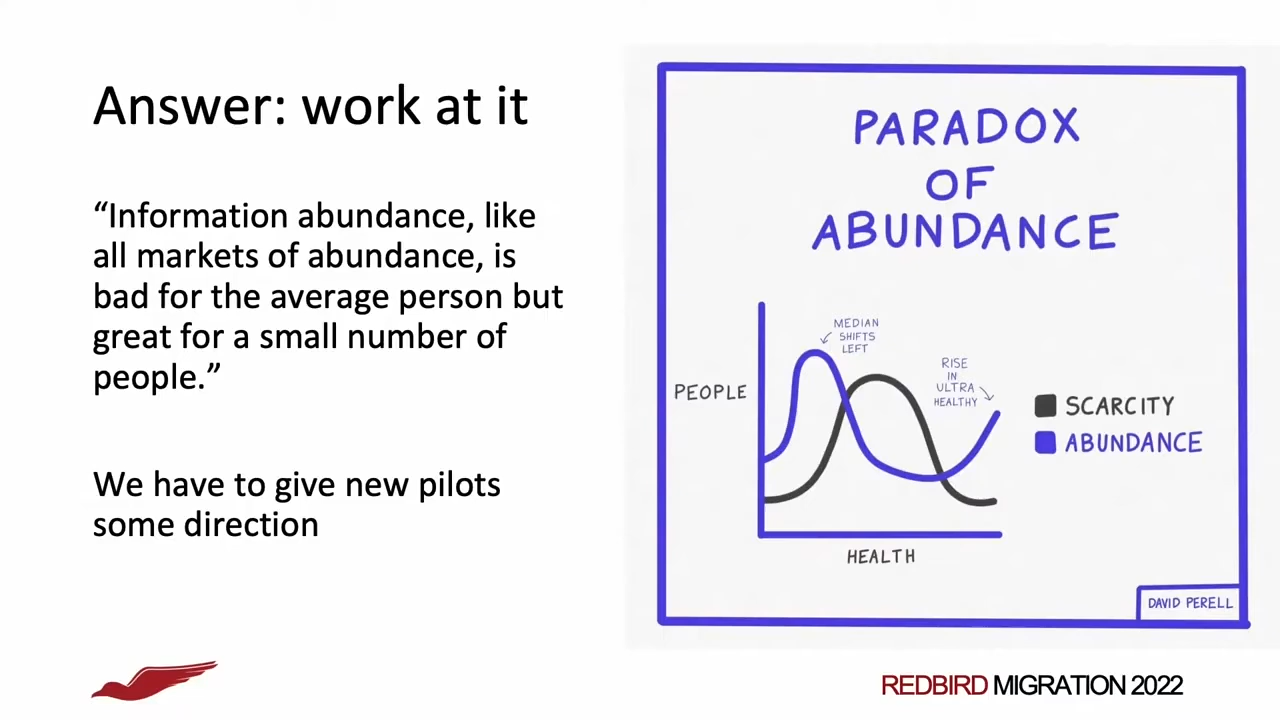 Answer: work at it
“Information abundance, like
all markets of abundance, is
bad for the average person but
great for a small number of
people.”
We have to give new pilots
some direction
PARADOX
OF
ABUNDANCE
MEDIAN
SHIFTS
LEFT
RISE
IN
ULTRA
HEALTHY
PEOPLE
SCARCITY
ABUNDANCE
HEALTH
DAVID PERELL
REDBIRD MIGRATION 2022